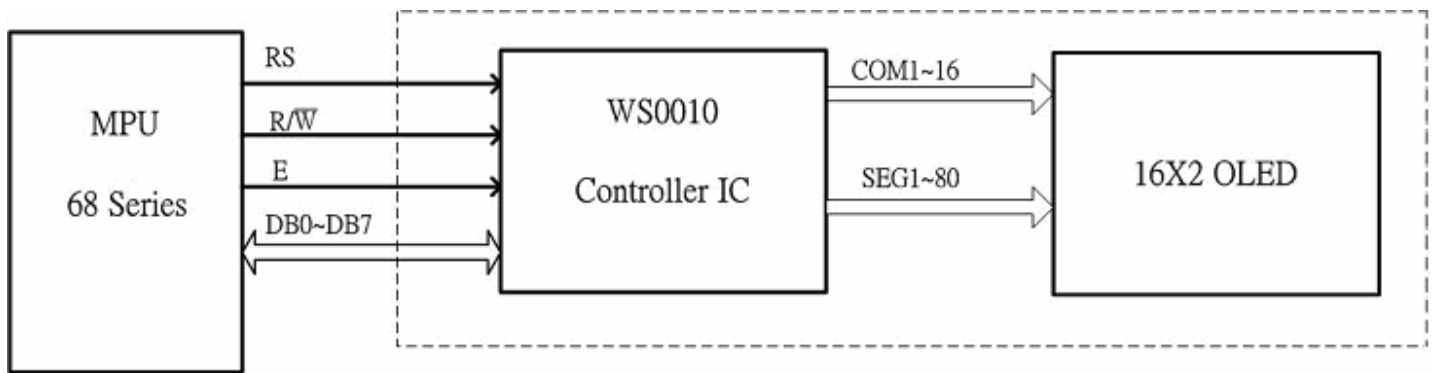 MPU
68 Series
RS
R/W̅
E
DB0~DB7
WS0010
Controller IC
COM1~16
SEG1~80
16X2 OLED